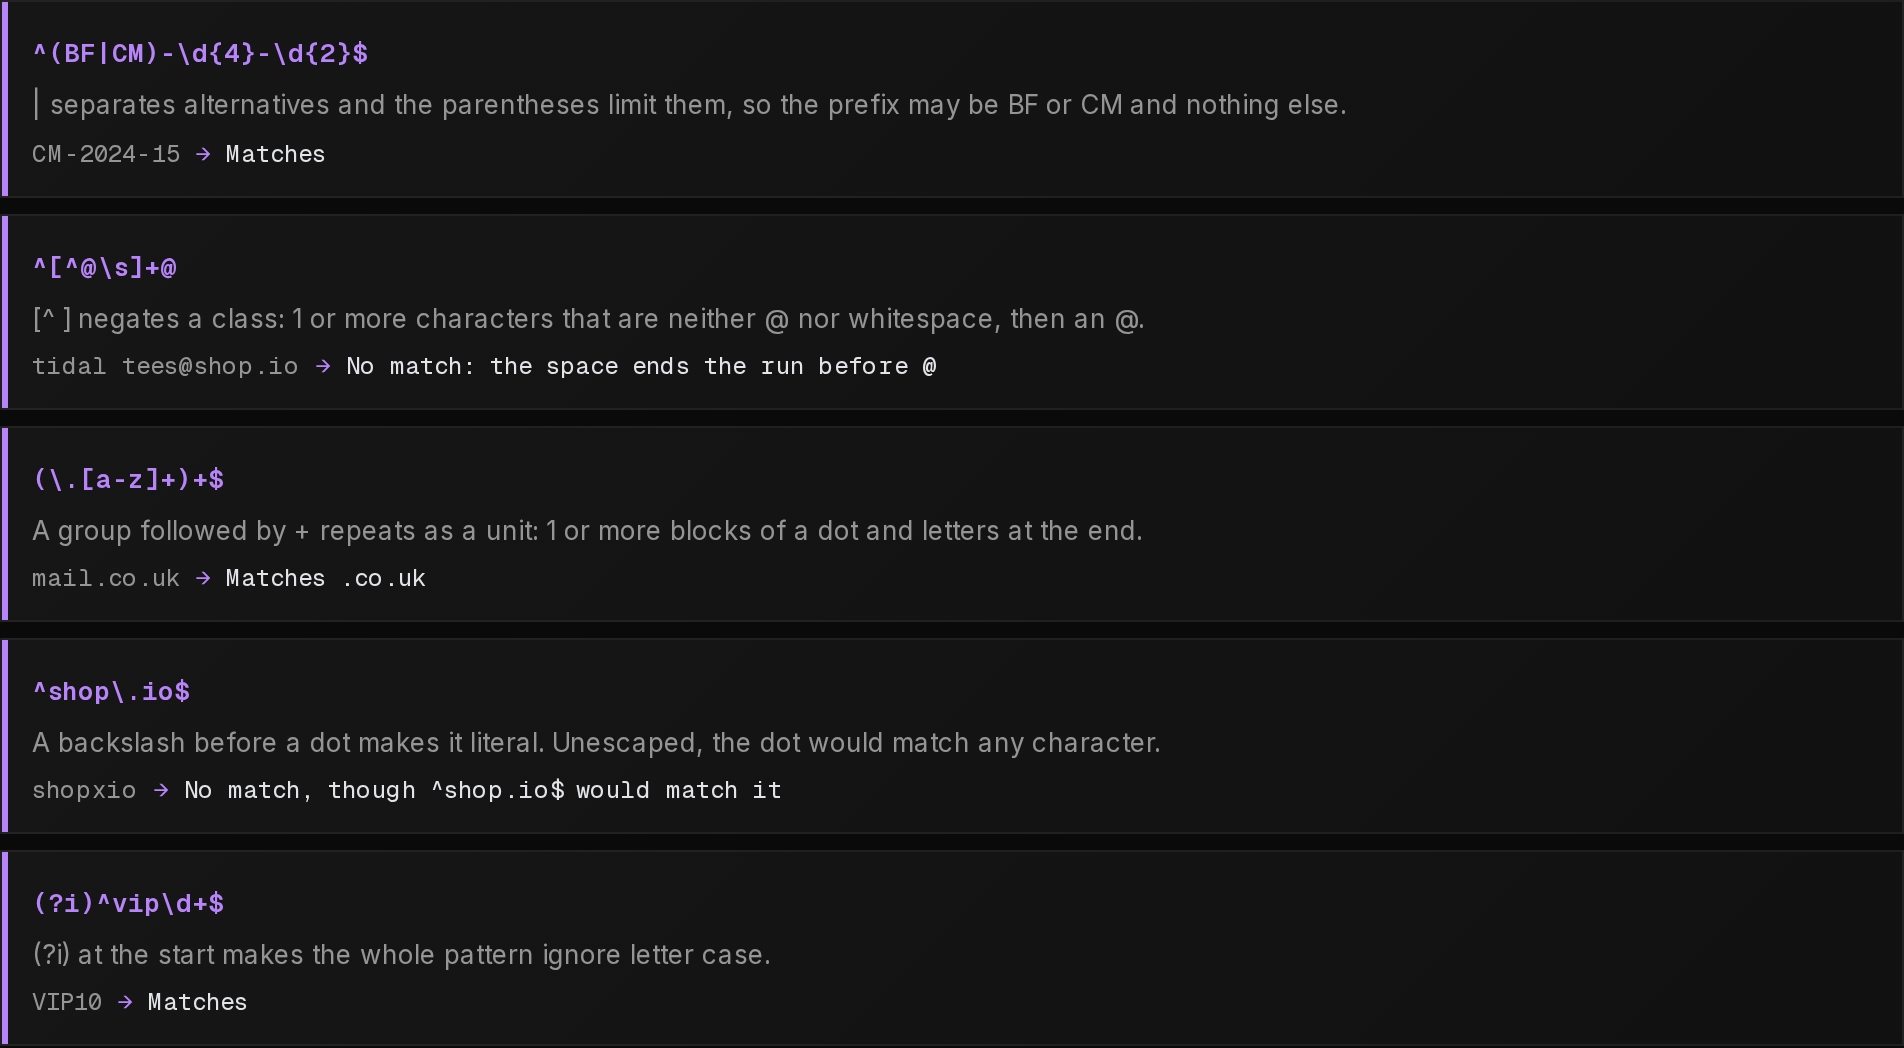 ^(BF|CM)-\d{4}-\d{2}$
| separates alternatives and the parentheses limit them, so the prefix may be BF or CM and nothing else.
CM-2024-15 → Matches
^[^@\s]+@
[^ ] negates a class: 1 or more characters that are neither @ nor whitespace, then an @.
tidal tees@shop.io → No match: the space ends the run before @
(\.[a-z]+)+$
A group followed by + repeats as a unit: 1 or more blocks of a dot and letters at the end.
mail.co.uk → Matches .co.uk
^shop\.io$
A backslash before a dot makes it literal. Unescaped, the dot would match any character.
shopxio → No match, though ^shop.io$ would match it
(?i)^vip\d+$
(?i) at the start makes the whole pattern ignore letter case.
VIP10 → Matches